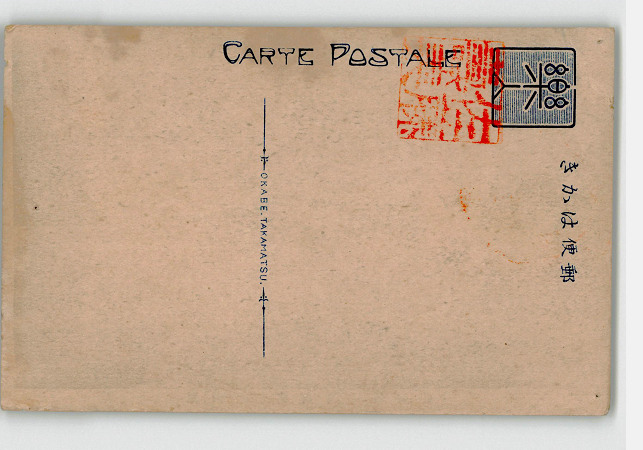 CARTE POSTALE
OKABE. TAKAMATSU.
きかは便郵